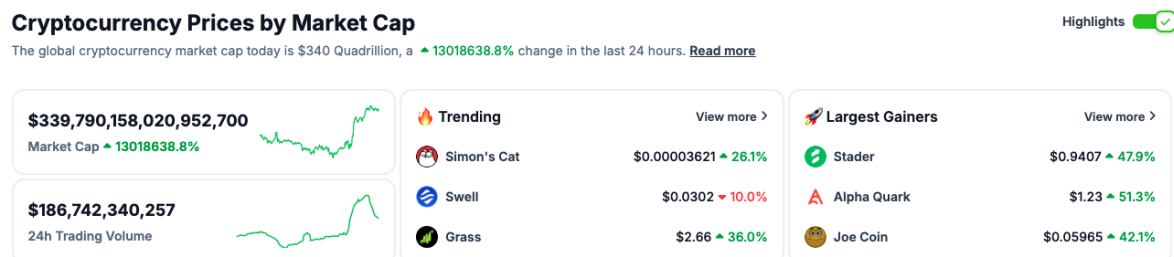 Cryptocurrency Prices by Market Cap
Highlights
The global cryptocurrency market cap today is $340 Quadrillion, a ▲ 13018638.8% change in the last 24 hours. Read more
$339,790,158,020,952,700
Market Cap ▲ 13018638.8%
$186,742,340,257
24h Trading Volume
Trending
View more >
Simon's Cat $0.00003621 ▲ 26.1%
Swell $0.0302 ▼ 10.0%
Grass $2.66 ▲ 36.0%
Largest Gainers
View more >
Stader $0.9407 ▲ 47.9%
Alpha Quark $1.23 ▲ 51.3%
Joe Coin $0.05965 ▲ 42.1%